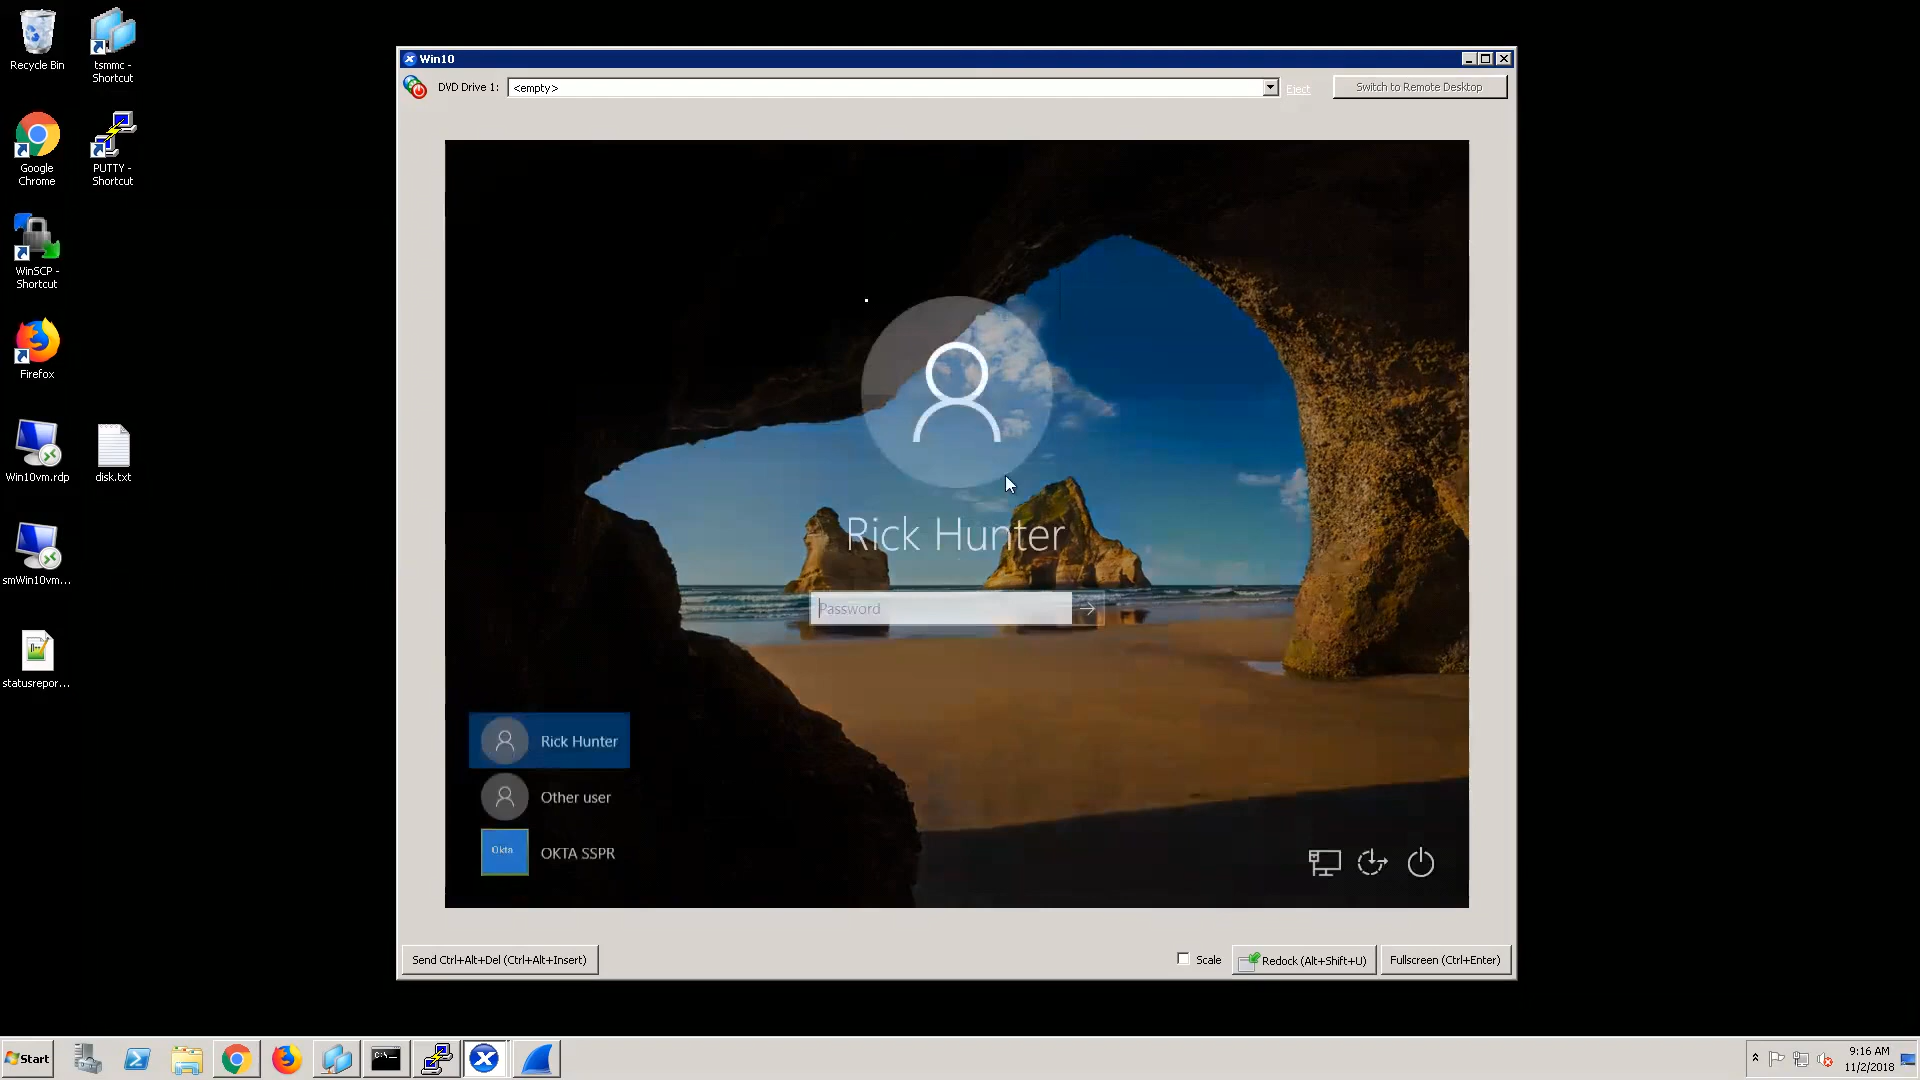 Recycle Bin
tsmmc -
Shortcut
Google
Chrome
PUTTY -
Shortcut
WinSCP -
Shortcut
Firefox
Win10vm.rdp
disk.txt
smWin10vm...
statusrepor...
Win10
DVD Drive 1:
<empty>
Eject
Switch to Remote Desktop
Rick Hunter
Password
Rick Hunter
Other user
Okta
OKTA SSPR
Send Ctrl+Alt+Del (Ctrl+Alt+Insert)
Scale
Redock (Alt+Shift+U)
Fullscreen (Ctrl+Enter)
Start
C:\_
9:16 AM
11/2/2018